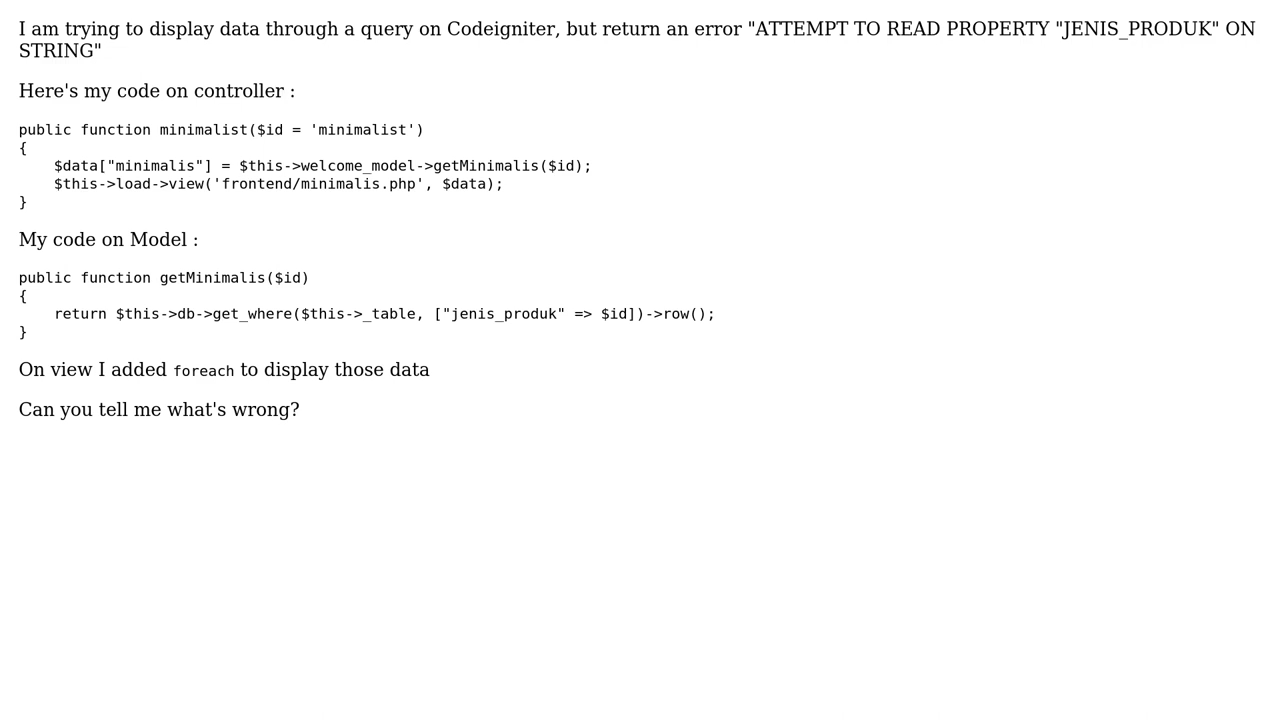 I am trying to display data through a query on Codeigniter, but return an error "ATTEMPT TO READ PROPERTY "JENIS_PRODUK" ON
STRING"
Here's my code on controller :
public function minimalist($id = 'minimalist')
{
    $data["minimalis"] = $this->welcome_model->getMinimalis($id);
    $this->load->view('frontend/minimalis.php', $data);
}
My code on Model :
public function getMinimalis($id)
{
    return $this->db->get_where($this->_table, ["jenis_produk" => $id])->row();
}
On view I added foreach to display those data
Can you tell me what's wrong?